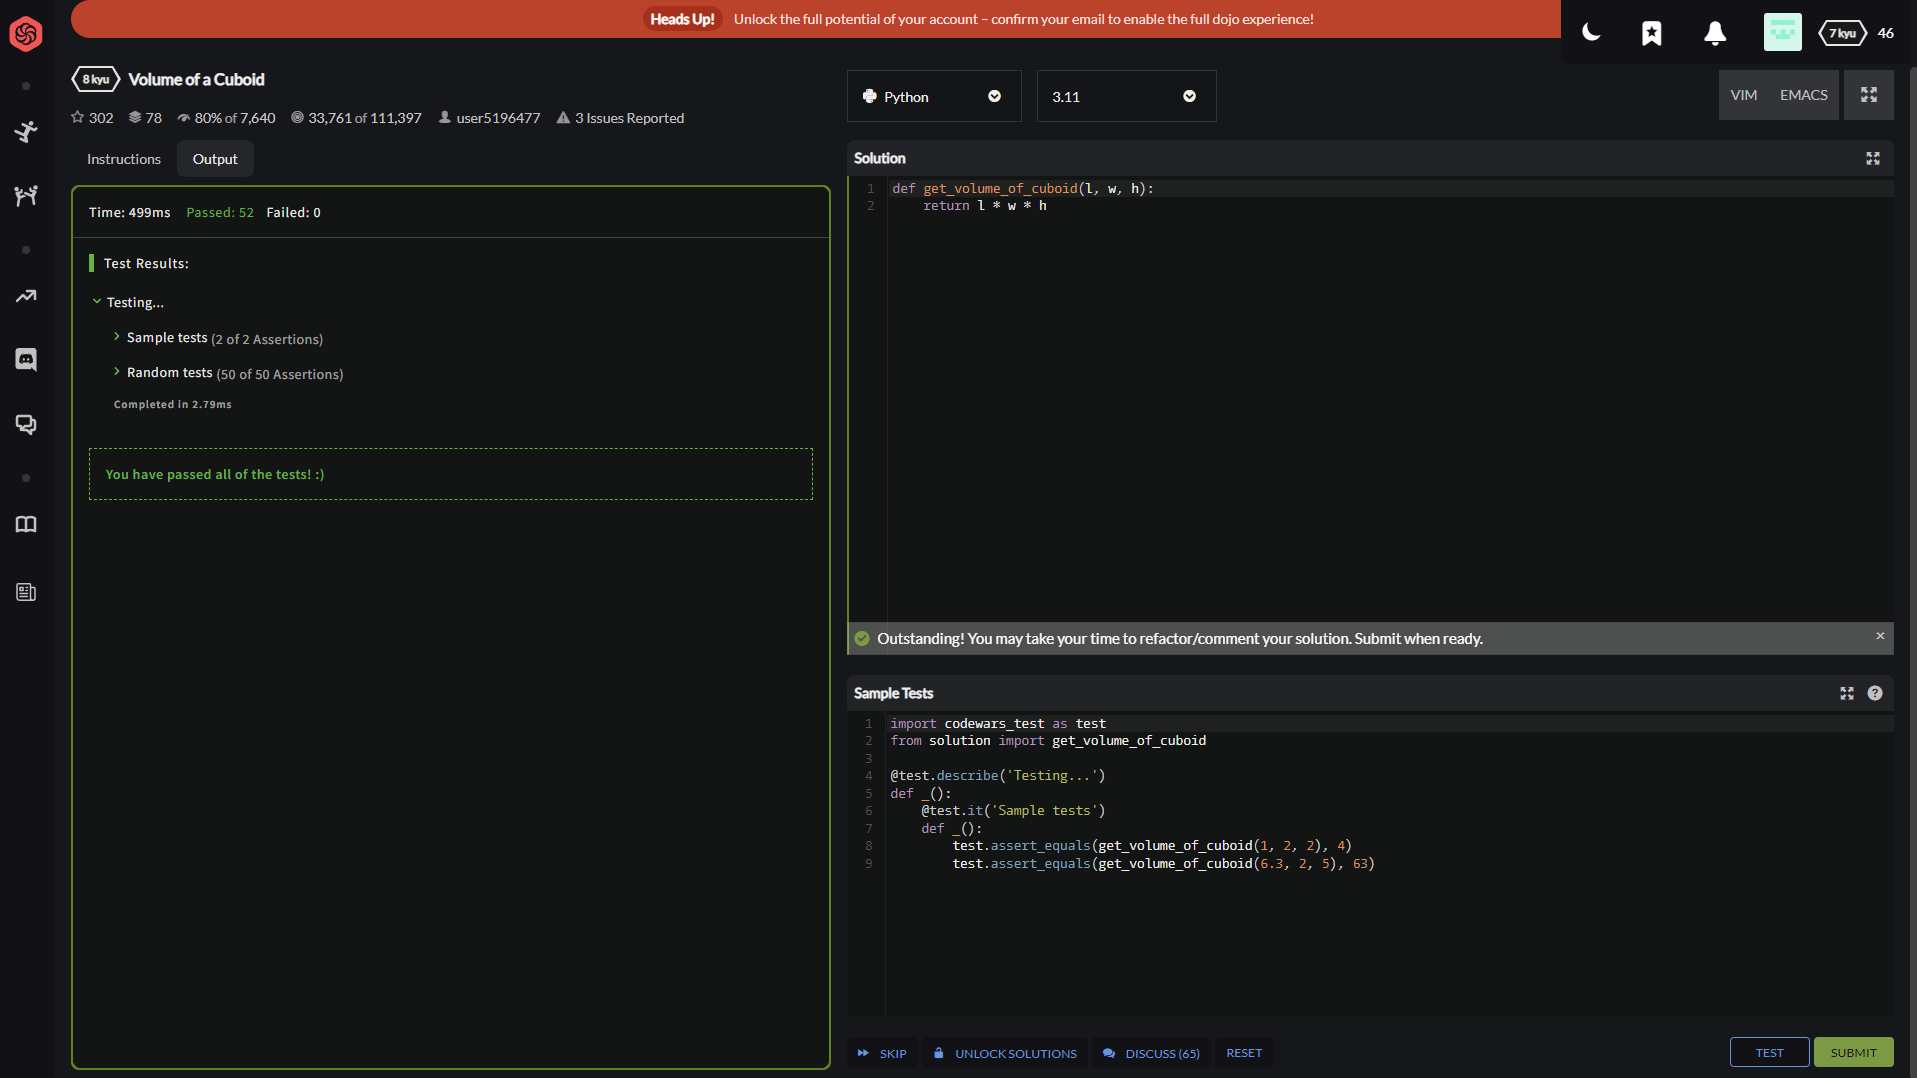 Heads Up! Unlock the full potential of your account – confirm your email to enable the full dojo experience!
7 kyu 46
8 kyu Volume of a Cuboid
302 78 80% of 7,640 33,761 of 111,397 user5196477 3 Issues Reported
Instructions Output
Time: 499ms Passed: 52 Failed: 0
Test Results:
Testing...
Sample tests (2 of 2 Assertions)
Random tests (50 of 50 Assertions)
Completed in 2.79ms
You have passed all of the tests! :)
Python 3.11 VIM EMACS
Solution
1 def get_volume_of_cuboid(l, w, h):
2     return l * w * h
Outstanding! You may take your time to refactor/comment your solution. Submit when ready. ×
Sample Tests ?
1 import codewars_test as test
2 from solution import get_volume_of_cuboid
3
4 @test.describe('Testing...')
5 def _():
6     @test.it('Sample tests')
7     def _():
8         test.assert_equals(get_volume_of_cuboid(1, 2, 2), 4)
9         test.assert_equals(get_volume_of_cuboid(6.3, 2, 5), 63)
SKIP UNLOCK SOLUTIONS DISCUSS (65) RESET TEST SUBMIT